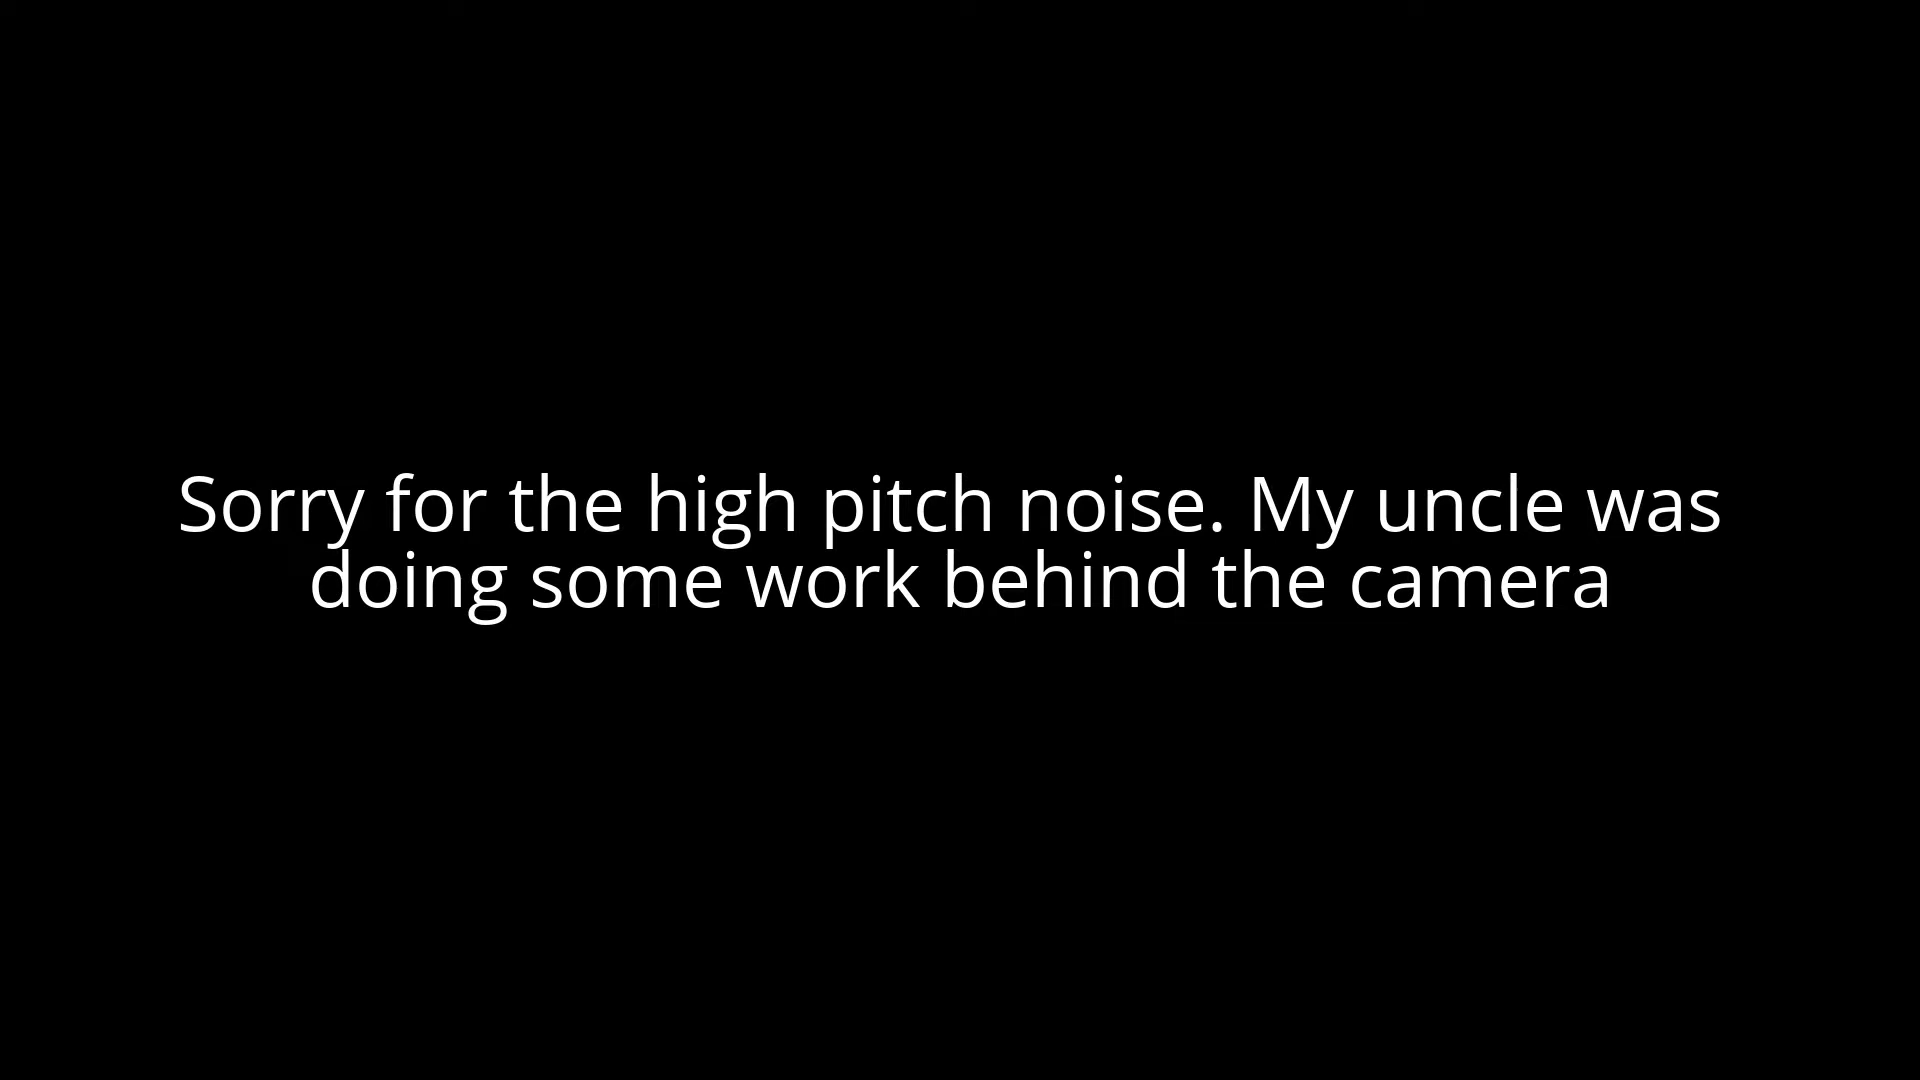 Sorry for the high pitch noise. My uncle was
doing some work behind the camera